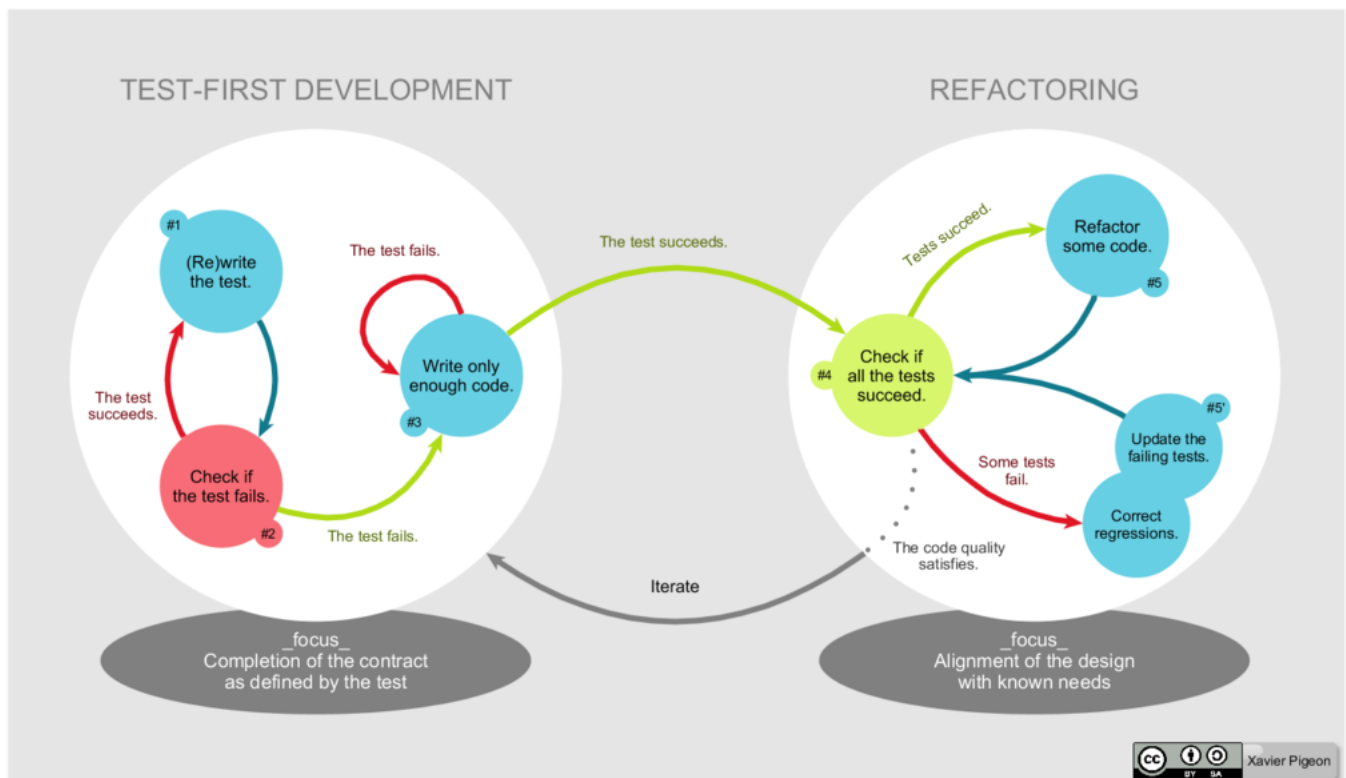 TEST-FIRST DEVELOPMENT
REFACTORING
#1
(Re)write
the test.
The test
succeeds.
Check if
the test fails.
#2
The test fails.
The test fails.
Write only
enough code.
#3
The test succeeds.
#4
Check if
all the tests
succeed.
Tests succeed.
Refactor
some code.
#5
#5'
Update the
failing tests.
Correct
regressions.
Some tests
fail.
The code quality
satisfies.
Iterate
_focus_
Completion of the contract
as defined by the test
_focus_
Alignment of the design
with known needs
cc
BY SA
Xavier Pigeon